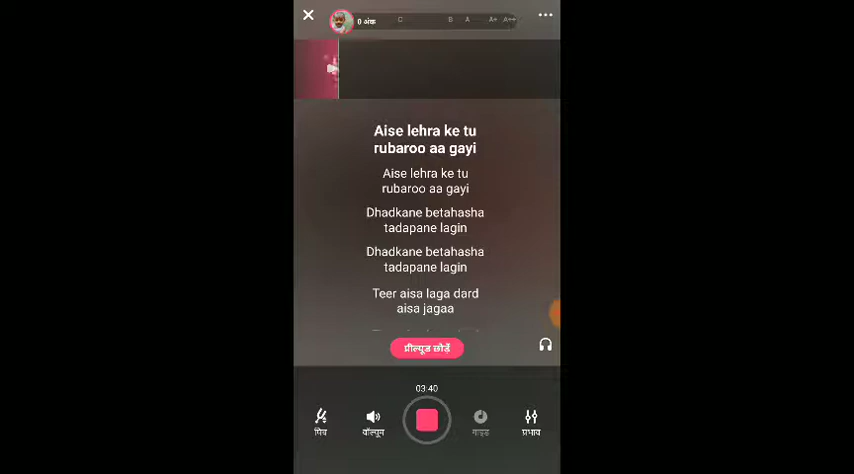 0 अंक C B A A+ A++
Aise lehra ke tu
rubaroo aa gayi
Aise lehra ke tu
rubaroo aa gayi
Dhadkane betahasha
tadapane lagin
Dhadkane betahasha
tadapane lagin
Teer aisa laga dard
aisa jagaa
प्रील्यूड छोड़ें
03:40
पिच वॉल्यूम गाइड प्रभाव